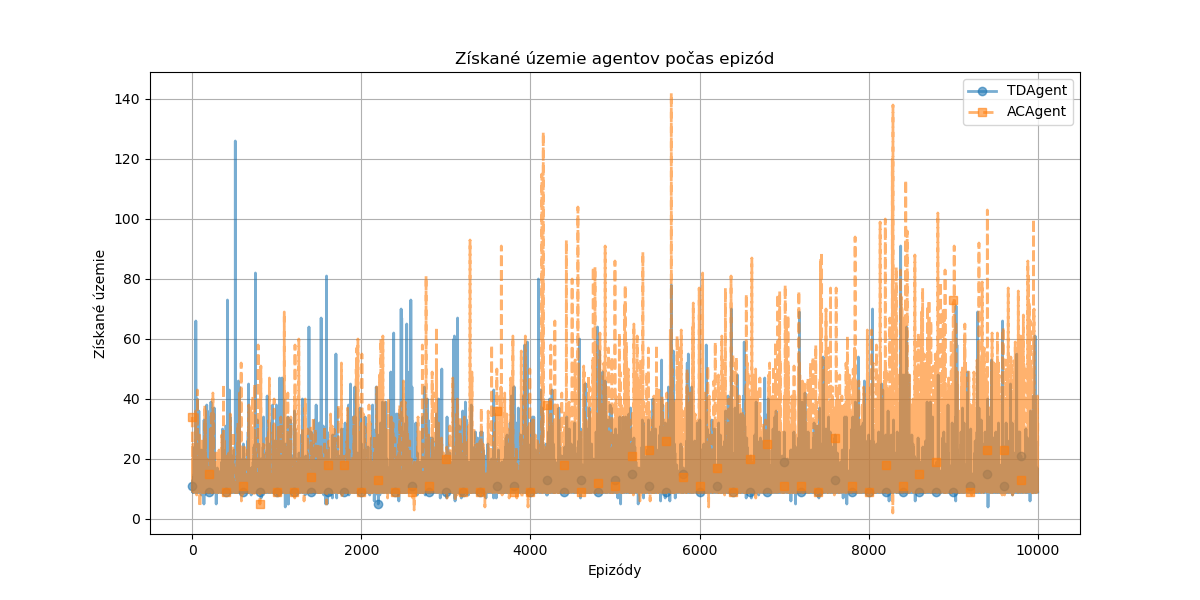 Získané územie agentov počas epizód
TDAgent
ACAgent
140
120
100
80
60
40
20
0
Získané územie
0 2000 4000 6000 8000 10000
Epizódy